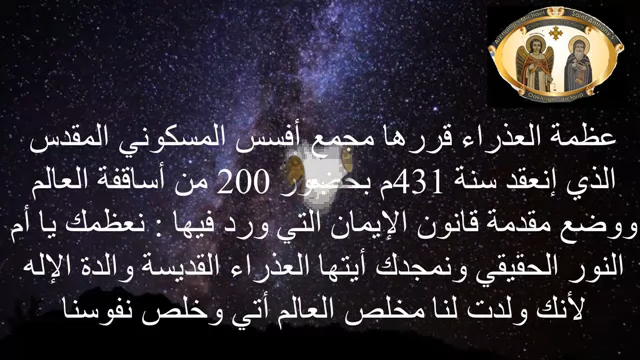 عظمة العذراء قررها مجمع أفسس المسكوني المقدس
الذي إنعقد سنة 431م بحضور 200 من أساقفة العالم
ووضع مقدمة قانون الإيمان التي ورد فيها : نعظمك يا أم
النور الحقيقي ونمجدك أيتها العذراء القديسة والدة الإله
لأنك ولدت لنا مخلص العالم أتي وخلص نفوسنا